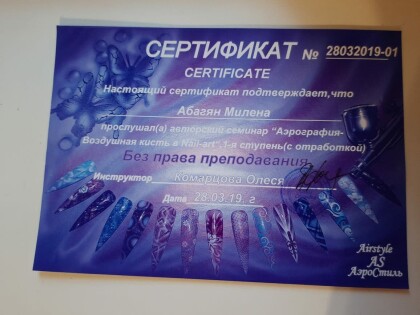 СЕРТИФИКАТ № 28032019-01
CERTIFICATE
Настоящий сертификат подтверждает,что
Абагян Милена
прослушал(а) авторский семинар "Аэрография-
Воздушная кисть в Nail-art",1-я ступень(с отработкой)
Без права преподавания
Инструктор Комарцова Олеся
Дата 28.03.19. г
Airstyle
AS
АэроСтиль